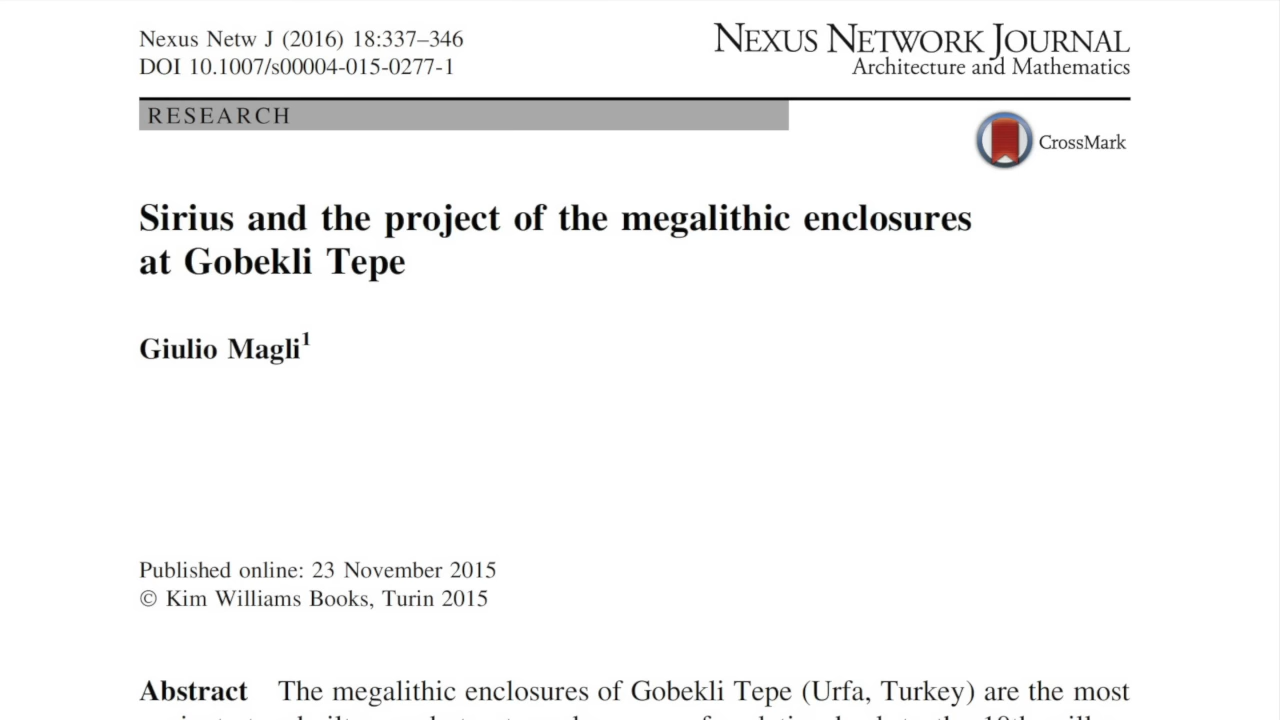 Nexus Netw J (2016) 18:337–346
DOI 10.1007/s00004-015-0277-1
NEXUS NETWORK JOURNAL
Architecture and Mathematics
RESEARCH
CrossMark
Sirius and the project of the megalithic enclosures
at Gobekli Tepe
Giulio Magli1
Published online: 23 November 2015
© Kim Williams Books, Turin 2015
Abstract The megalithic enclosures of Gobekli Tepe (Urfa, Turkey) are the most